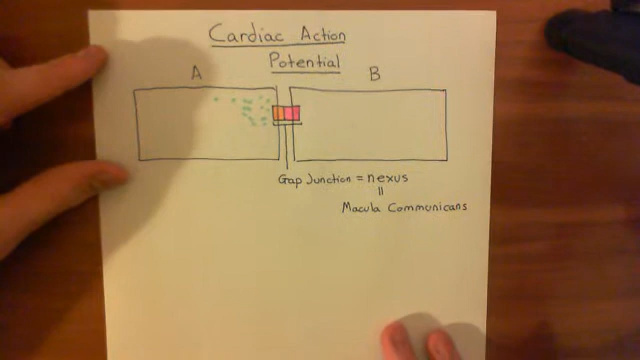 Cardiac Action
Potential
A
B
Gap Junction = nexus
=
Macula Communicans